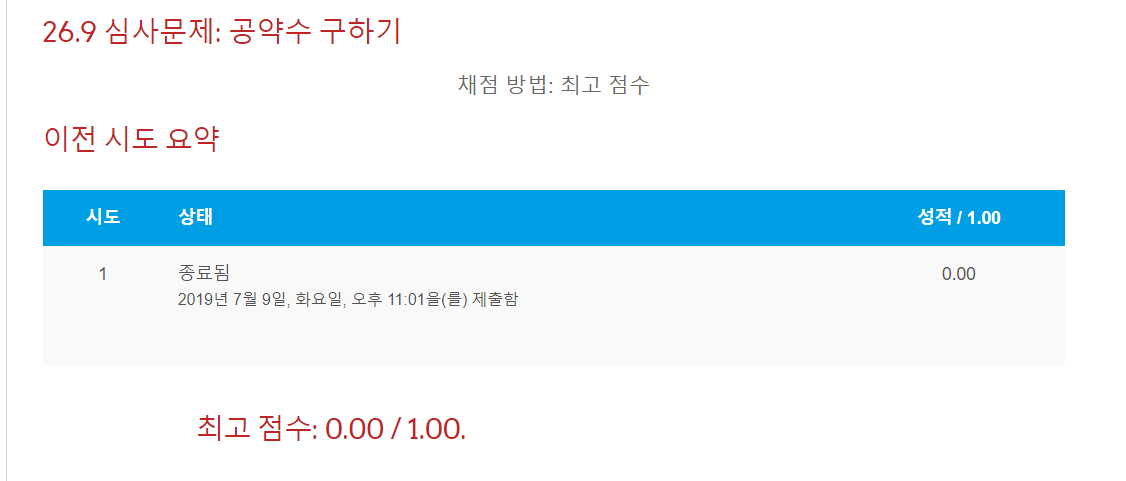 26.9 심사문제: 공약수 구하기
채점 방법: 최고 점수
이전 시도 요약
시도 상태 성적 / 1.00
1 종료됨 0.00
2019년 7월 9일, 화요일, 오후 11:01을(를) 제출함
최고 점수: 0.00 / 1.00.